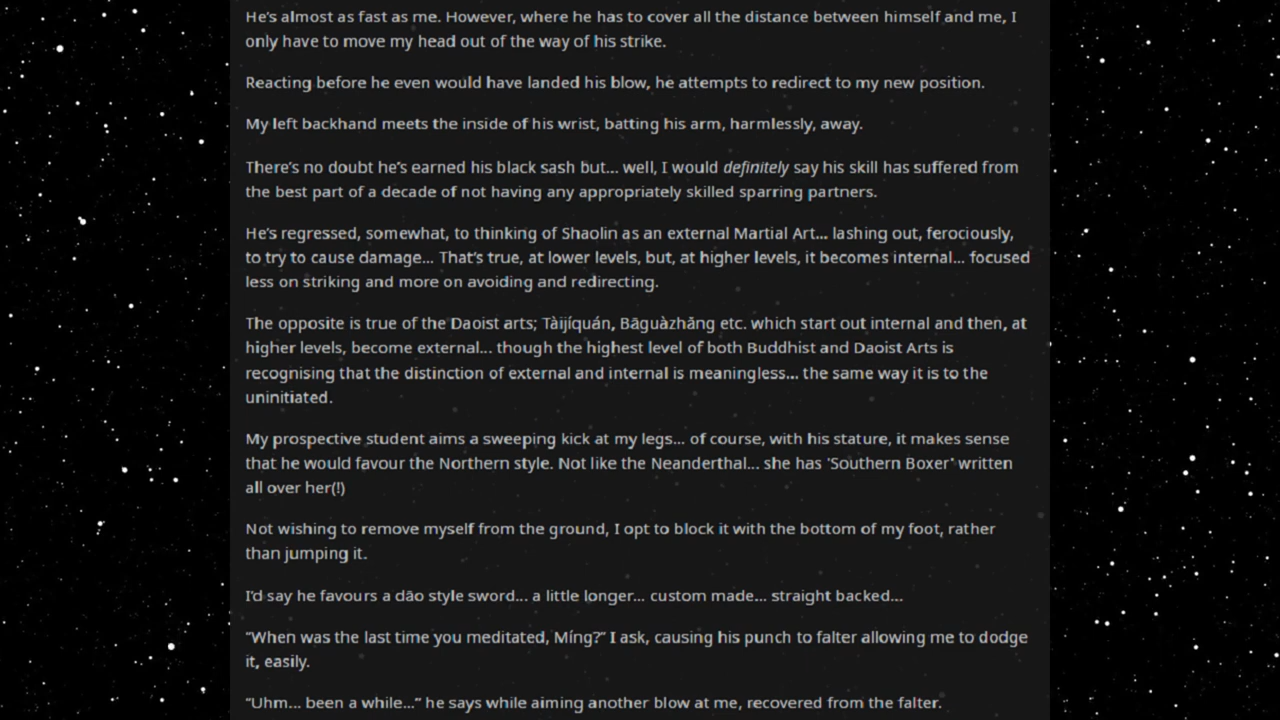 He's almost as fast as me. However, where he has to cover all the distance between himself and me, I
only have to move my head out of the way of his strike.
Reacting before he even would have landed his blow, he attempts to redirect to my new position.
My left backhand meets the inside of his wrist, batting his arm, harmlessly, away.
There's no doubt he's earned his black sash but... well, I would definitely say his skill has suffered from
the best part of a decade of not having any appropriately skilled sparring partners.
He's regressed, somewhat, to thinking of Shaolin as an external Martial Art... lashing out, ferociously,
to try to cause damage... That's true, at lower levels, but, at higher levels, it becomes internal... focused
less on striking and more on avoiding and redirecting.
The opposite is true of the Daoist arts; Tàijíquán, Bāguàzhǎng etc. which start out internal and then, at
higher levels, become external... though the highest level of both Buddhist and Daoist Arts is
recognising that the distinction of external and internal is meaningless... the same way it is to the
uninitiated.
My prospective student aims a sweeping kick at my legs... of course, with his stature, it makes sense
that he would favour the Northern style. Not like the Neanderthal... she has 'Southern Boxer' written
all over her(!)
Not wishing to remove myself from the ground, I opt to block it with the bottom of my foot, rather
than jumping it.
I'd say he favours a dāo style sword... a little longer... custom made... straight backed...
“When was the last time you meditated, Míng?” I ask, causing his punch to falter allowing me to dodge
it, easily.
“Uhm... been a while...” he says while aiming another blow at me, recovered from the falter.